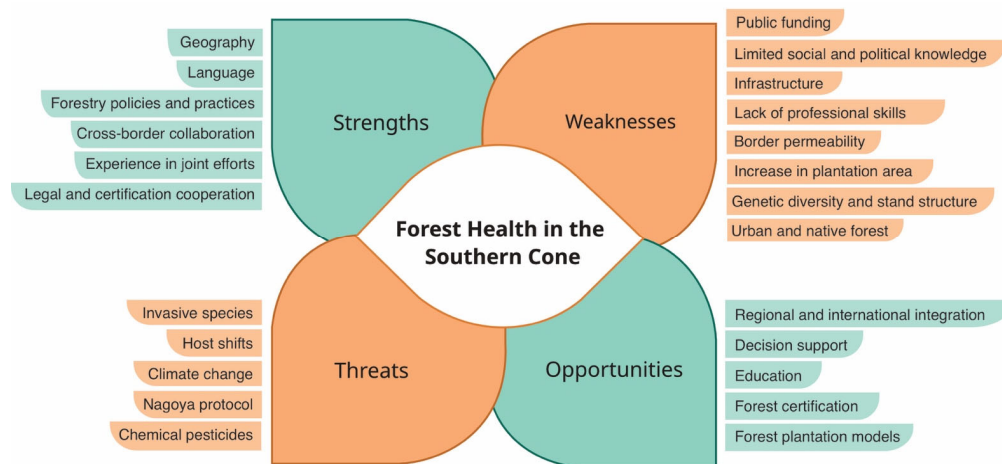 Geography
Language
Forestry policies and practices
Cross-border collaboration
Experience in joint efforts
Legal and certification cooperation
Strengths
Weaknesses
Public funding
Limited social and political knowledge
Infrastructure
Lack of professional skills
Border permeability
Increase in plantation area
Genetic diversity and stand structure
Urban and native forest
Forest Health in the
Southern Cone
Invasive species
Host shifts
Climate change
Nagoya protocol
Chemical pesticides
Threats
Opportunities
Regional and international integration
Decision support
Education
Forest certification
Forest plantation models